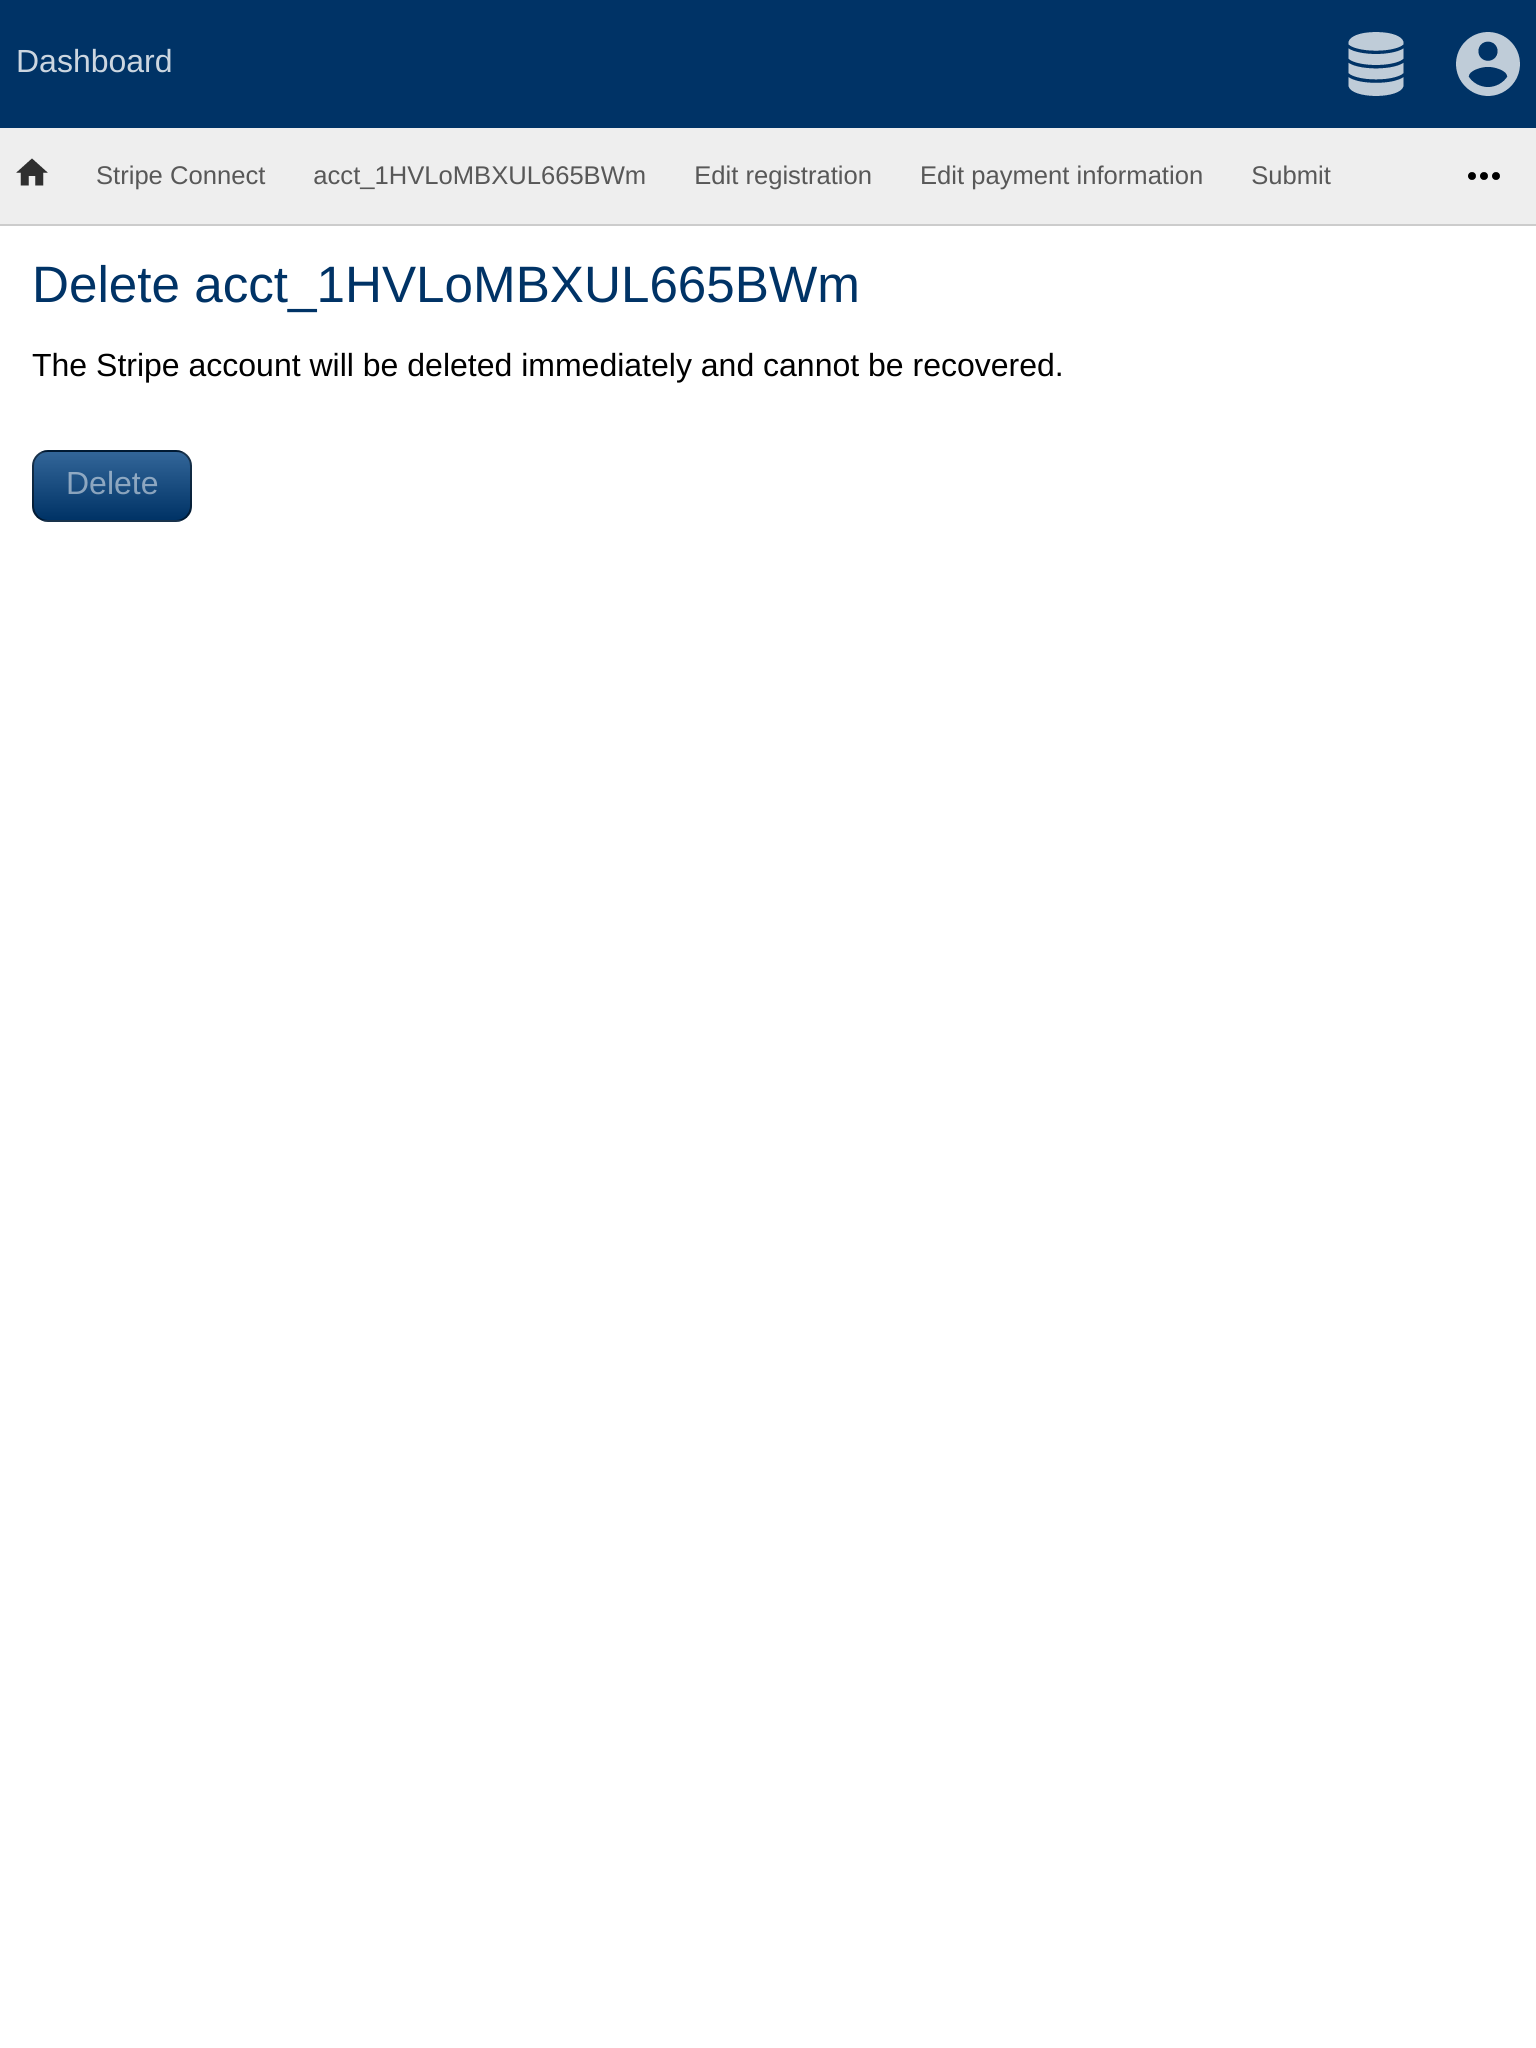 Dashboard
Stripe Connect acct_1HVLoMBXUL665BWm Edit registration Edit payment information Submit
Delete acct_1HVLoMBXUL665BWm
The Stripe account will be deleted immediately and cannot be recovered.
Delete